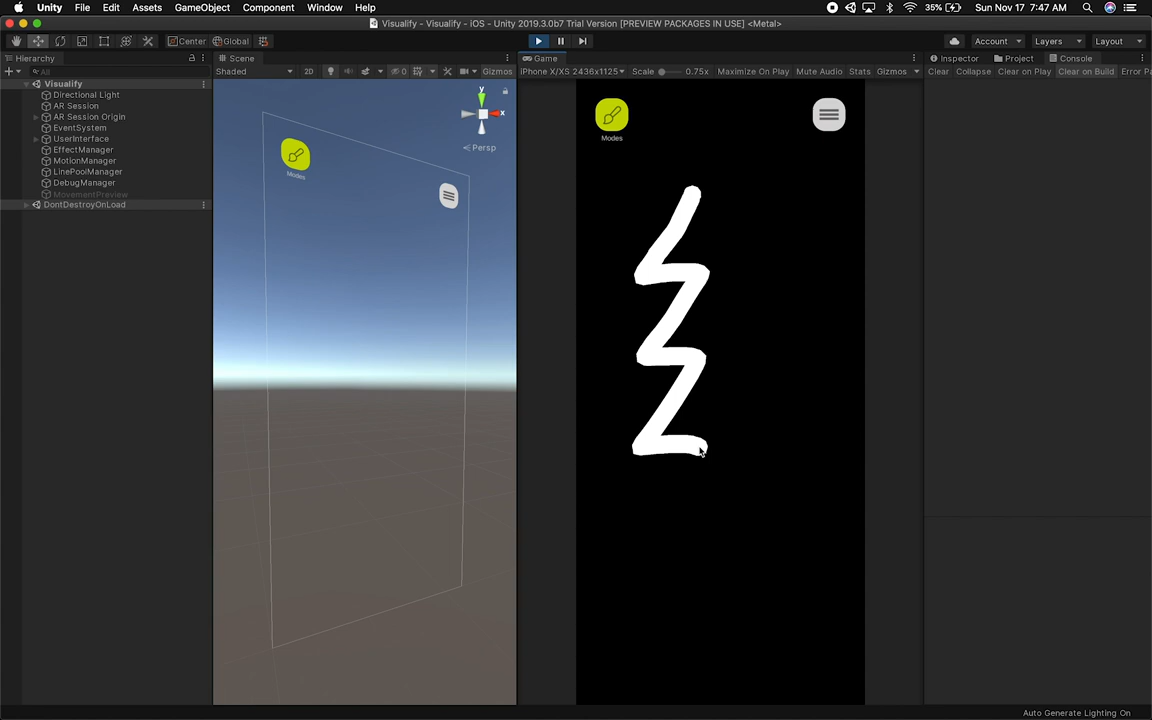 Unity File Edit Assets GameObject Component Window Help 35% Sun Nov 17 7:47 AM
Visualify - Visualify - iOS - Unity 2019.3.0b7 Trial Version [PREVIEW PACKAGES IN USE] <Metal>
Center Global Account Layers Layout
Hierarchy Scene Game Inspector Project Console
All Shaded 2D 0 Gizmos iPhone X/XS 2436x1125 Scale 0.75x Maximize On Play Mute Audio Stats Gizmos Clear Collapse Clear on Play Clear on Build Error Pa
Visualify
Directional Light
AR Session
AR Session Origin
EventSystem
UserInterface
EffectManager
MotionManager
LinePoolManager
DebugManager
MovementPreview
DontDestroyOnLoad
y
x
Persp
Modes
Modes
Auto Generate Lighting On